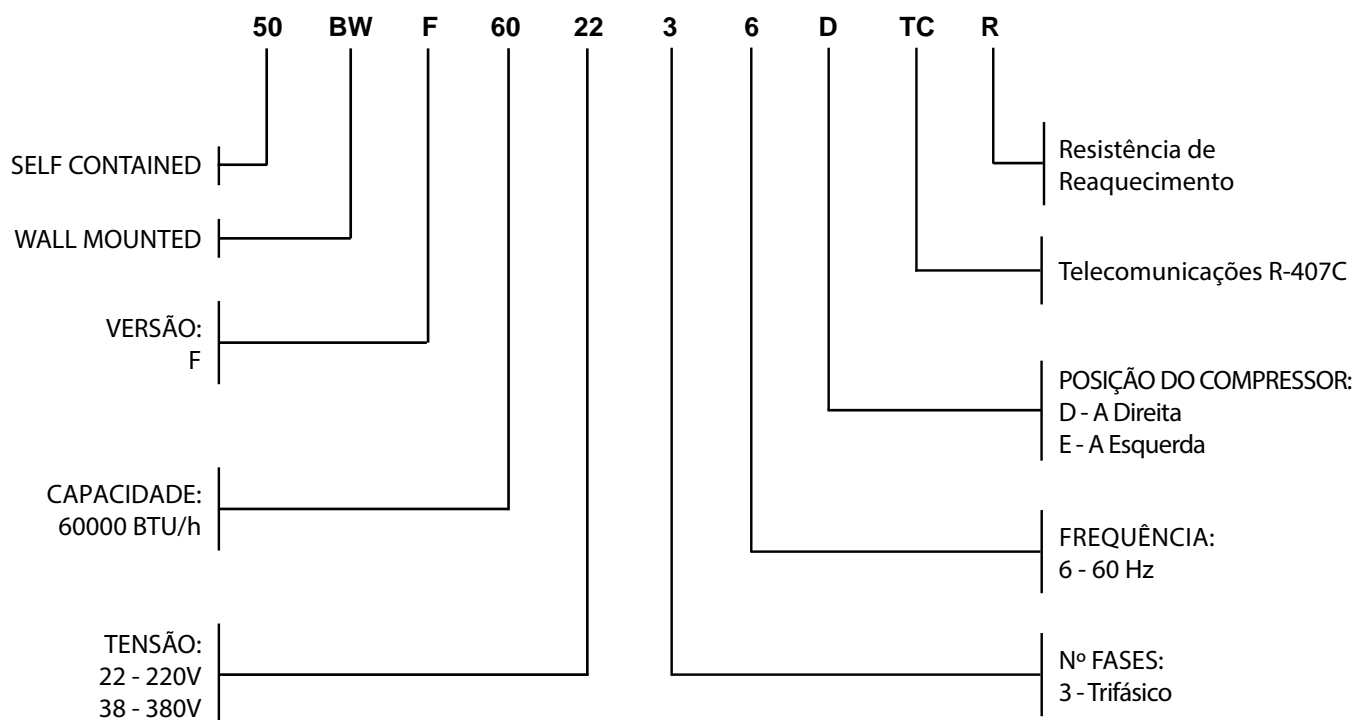 50 BW F 60 22 3 6 D TC R
SELF CONTAINED
WALL MOUNTED
VERSÃO:
F
CAPACIDADE:
60000 BTU/h
TENSÃO:
22 - 220V
38 - 380V
Resistência de
Reaquecimento
Telecomunicações R-407C
POSIÇÃO DO COMPRESSOR:
D - A Direita
E - A Esquerda
FREQUÊNCIA:
6 - 60 Hz
Nº FASES:
3 - Trifásico